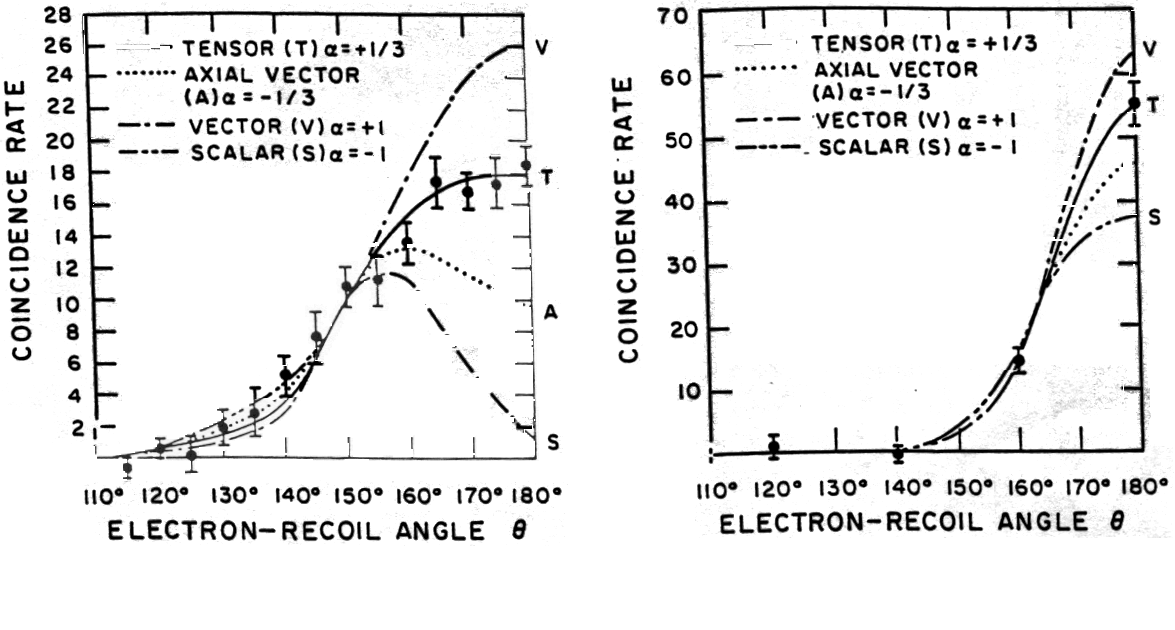 28
26
24
22
20
18
16
14
12
10
8
6
4
2
COINCIDENCE RATE
TENSOR (T) α = +1/3
AXIAL VECTOR
(A) α = -1/3
VECTOR (V) α = +1
SCALAR (S) α = -1
V
T
A
S
110° 120° 130° 140° 150° 160° 170° 180°
ELECTRON-RECOIL ANGLE θ
70
60
50
40
30
20
10
COINCIDENCE RATE
TENSOR (T) α = +1/3
AXIAL VECTOR
(A) α = -1/3
VECTOR (V) α = +1
SCALAR (S) α = -1
V
T
S
110° 120° 130° 140° 150° 160° 170° 180°
ELECTRON-RECOIL ANGLE θ